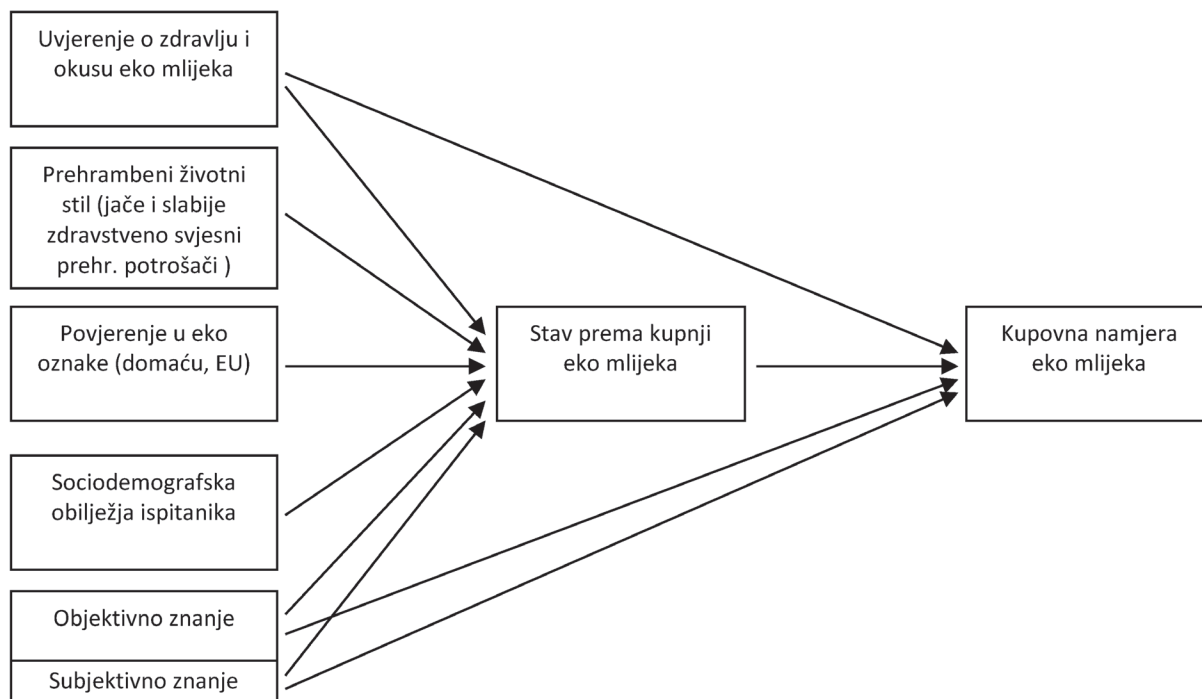 Uvjerenje o zdravlju i
okusu eko mlijeka
Prehrambeni životni
stil (jače i slabije
zdravstveno svjesni
prehr. potrošači )
Povjerenje u eko
oznake (domaću, EU)
Sociodemografska
obilježja ispitanika
Objektivno znanje
Subjektivno znanje
Stav prema kupnji
eko mlijeka
Kupovna namjera
eko mlijeka